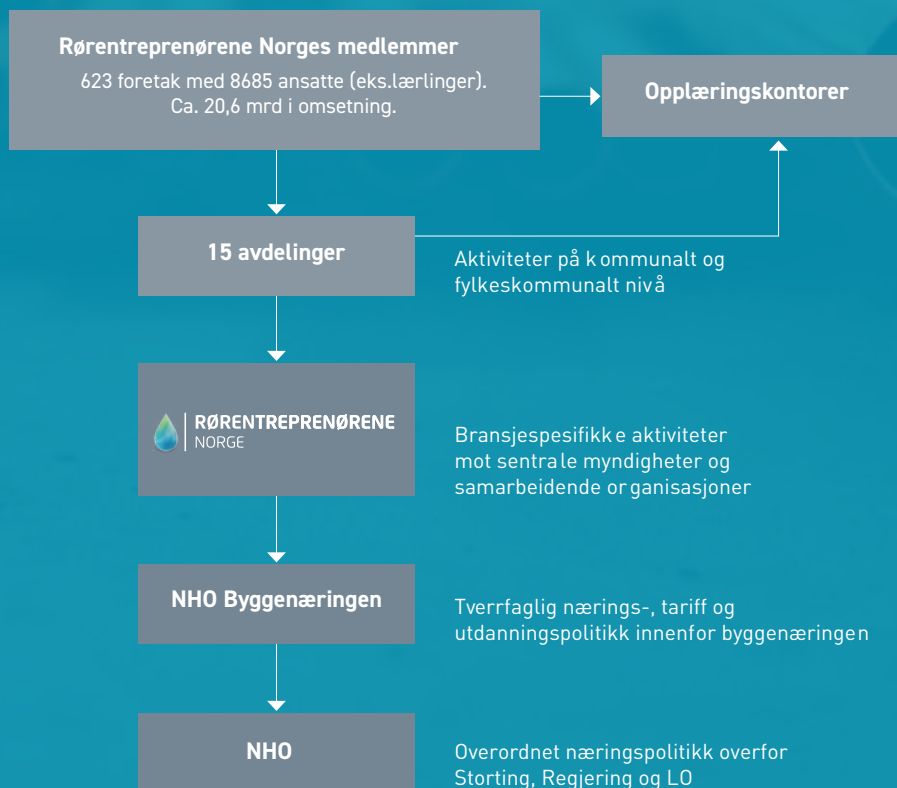 Rørentreprenørene Norges medlemmer
623 foretak med 8685 ansatte (eks.lærlinger).
Ca. 20,6 mrd i omsetning.
Opplæringskontorer
15 avdelinger
Aktiviteter på kommunalt og
fylkeskommunalt nivå
RØRENTREPRENØRENE
NORGE
Bransjespesifikke aktiviteter
mot sentrale myndigheter og
samarbeidende organisasjoner
NHO Byggenæringen
Tverrfaglig nærings-, tariff og
utdanningspolitikk innenfor byggenæringen
NHO
Overordnet næringspolitikk overfor
Storting, Regjering og LO